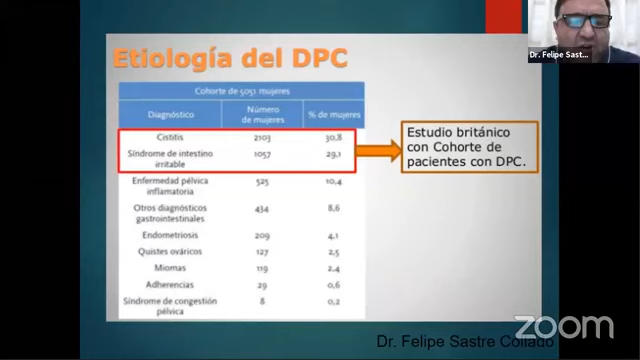 Etiología del DPC
Cohorte de 5051 mujeres
Diagnóstico Número de mujeres % de mujeres
Cistitis 2103 30,8
Síndrome de intestino irritable 1057 29,1
Enfermedad pélvica inflamatoria 525 10,4
Otros diagnósticos gastrointestinales 434 8,6
Endometriosis 209 4,1
Quistes ováricos 127 2,5
Miomas 119 2,4
Adherencias 29 0,6
Síndrome de congestión pélvica 8 0,2
Estudio británico
con Cohorte de
pacientes con DPC.
Dr. Felipe Sast...
Dr. Felipe Sastre Collado
zoom